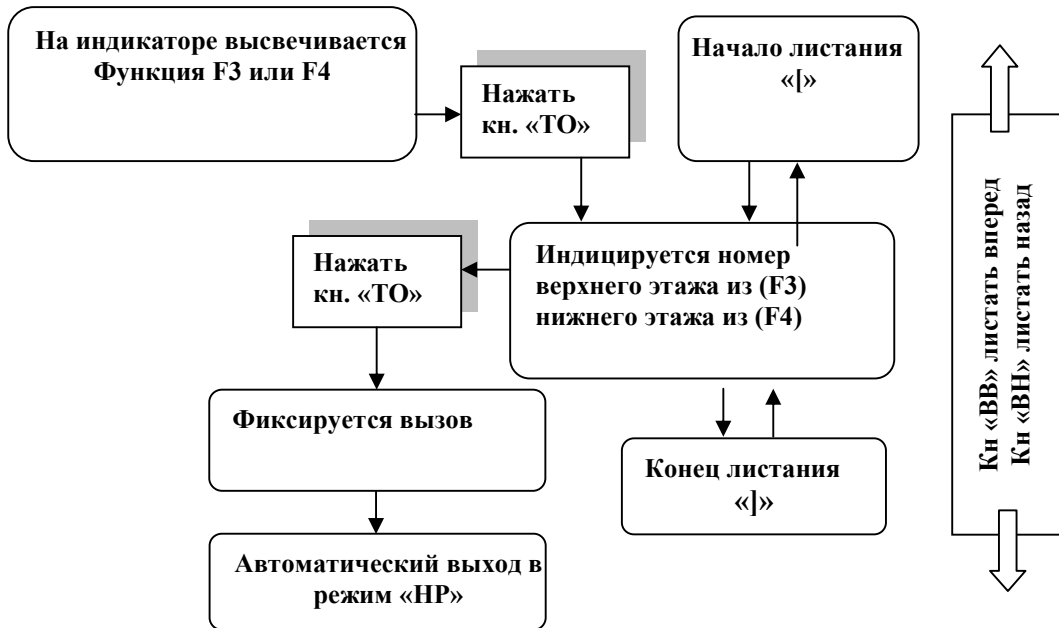 На индикаторе высвечивается
Функция F3 или F4
Нажать
кн. «ТО»
Начало листания
«[»
Нажать
кн. «ТО»
Индицируется номер
верхнего этажа из (F3)
нижнего этажа из (F4)
Фиксируется вызов
Конец листания
«]»
Автоматический выход в
режим «НР»
Кн «ВВ» листать вперед
Кн «ВН» листать назад